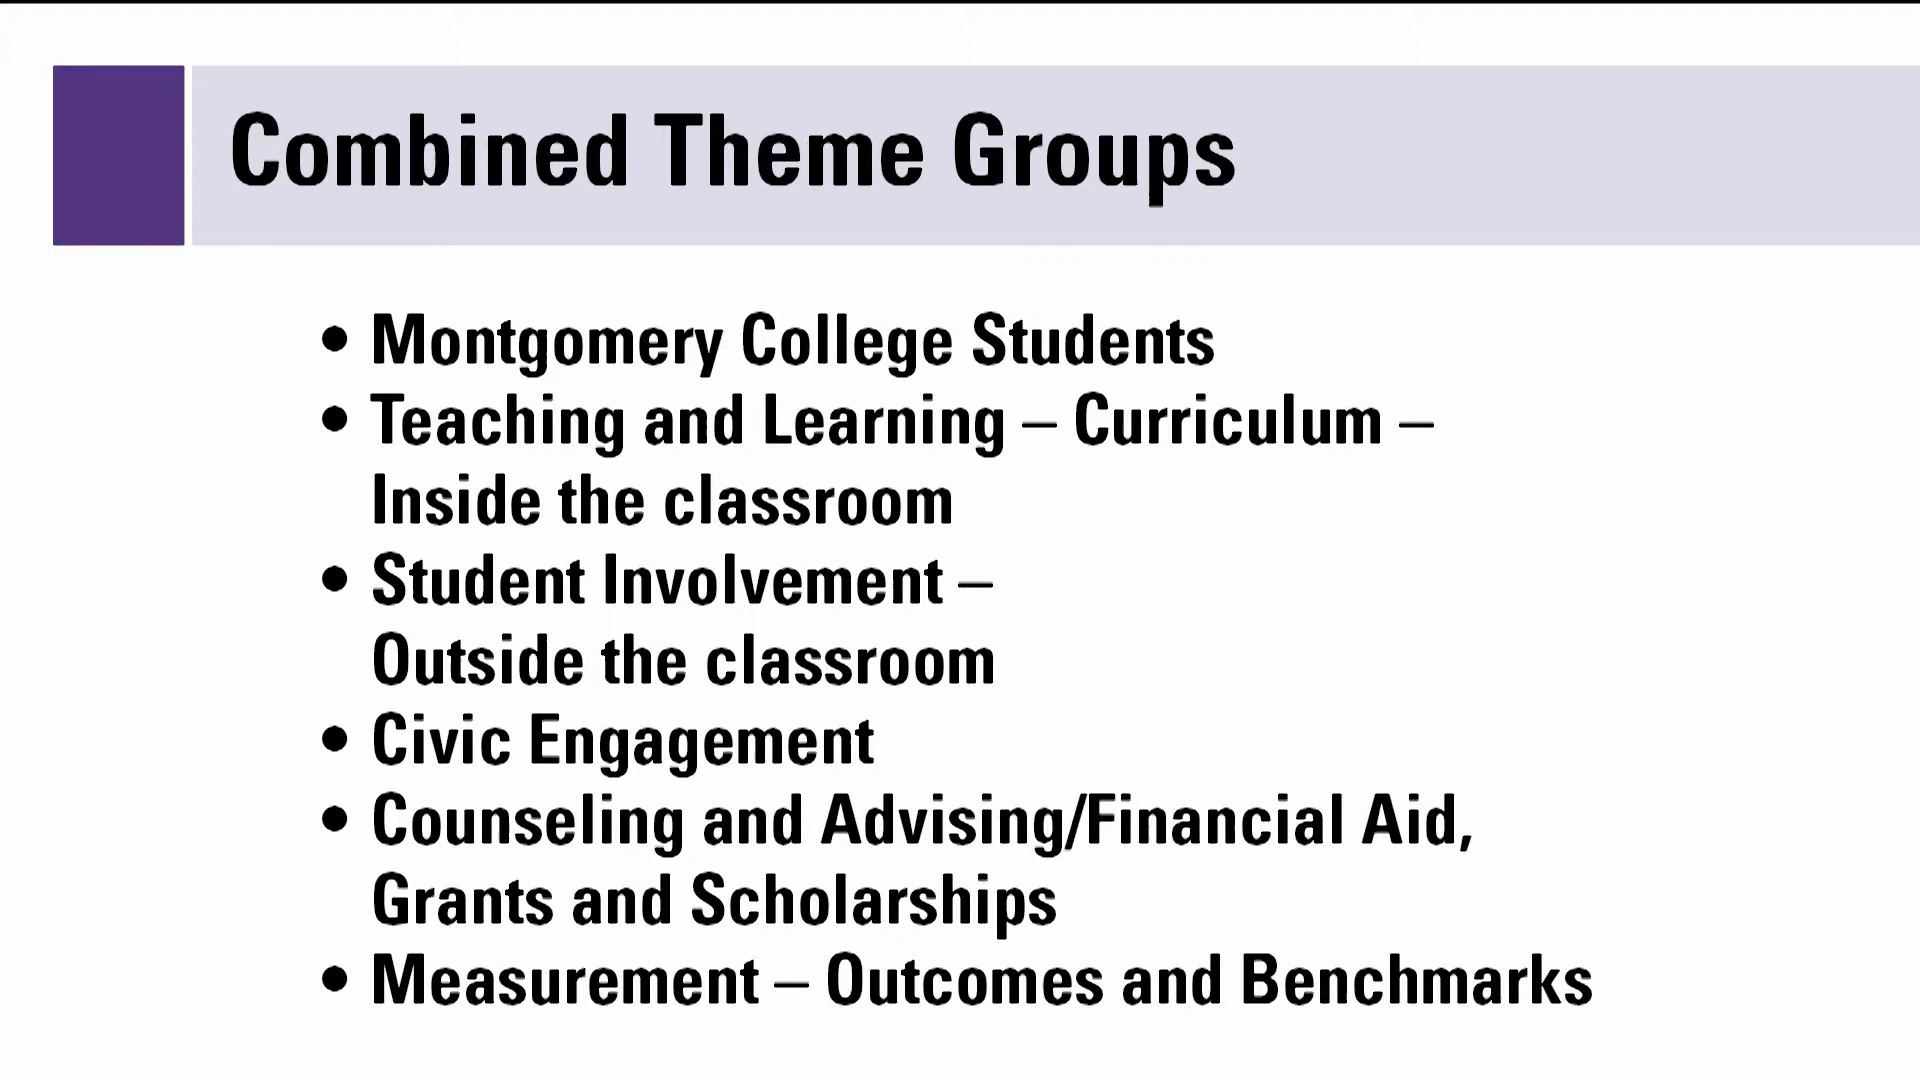 Combined Theme Groups
• Montgomery College Students
• Teaching and Learning – Curriculum –
Inside the classroom
• Student Involvement –
Outside the classroom
• Civic Engagement
• Counseling and Advising/Financial Aid,
Grants and Scholarships
• Measurement – Outcomes and Benchmarks